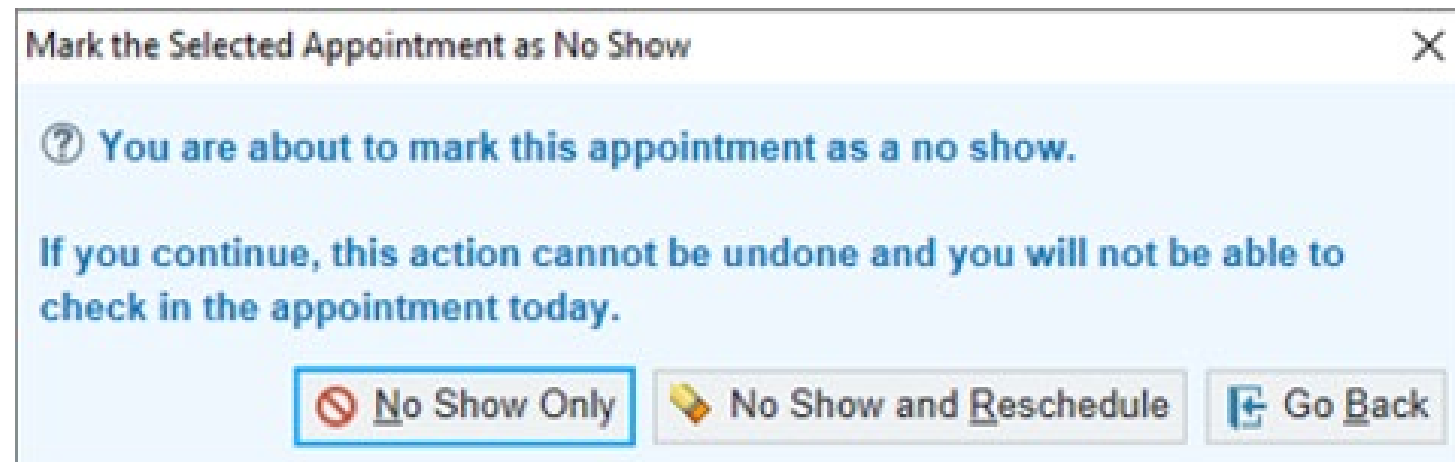 Mark the Selected Appointment as No Show
You are about to mark this appointment as a no show.
If you continue, this action cannot be undone and you will not be able to
check in the appointment today.
No Show Only No Show and Reschedule Go Back